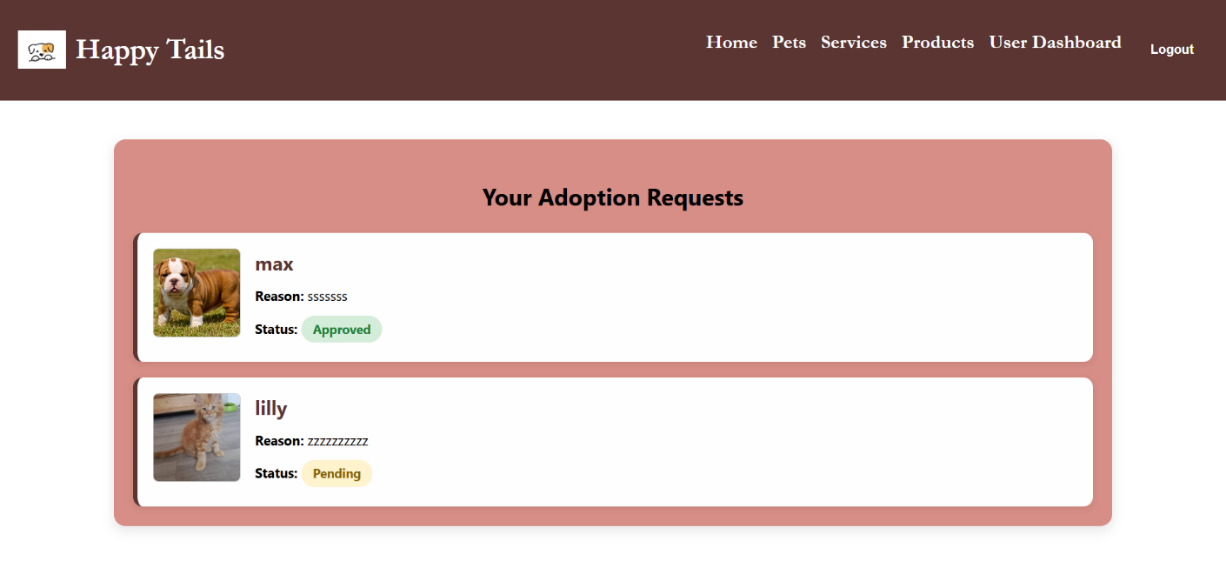 Happy Tails
Home Pets Services Products User Dashboard Logout
Your Adoption Requests
max
Reason: sssssss
Status: Approved
lilly
Reason: zzzzzzzzzz
Status: Pending